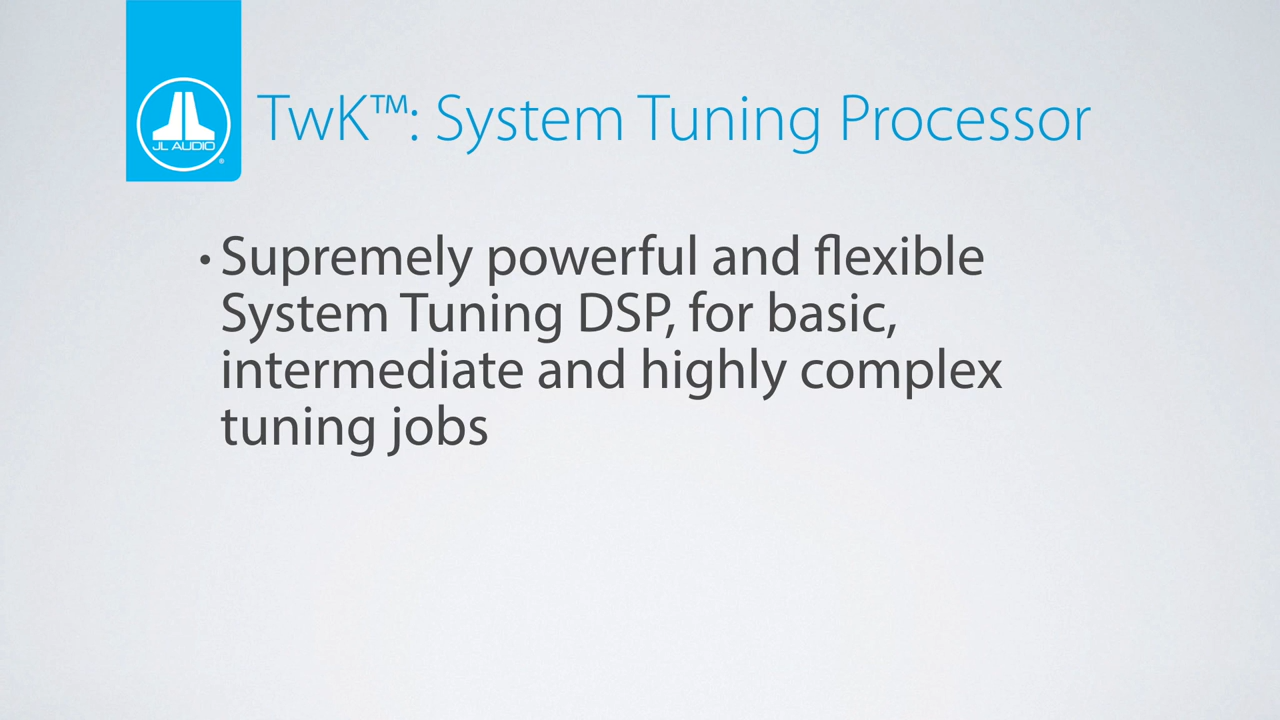 JL AUDIO
®
TwK™: System Tuning Processor
• Supremely powerful and flexible
System Tuning DSP, for basic,
intermediate and highly complex
tuning jobs